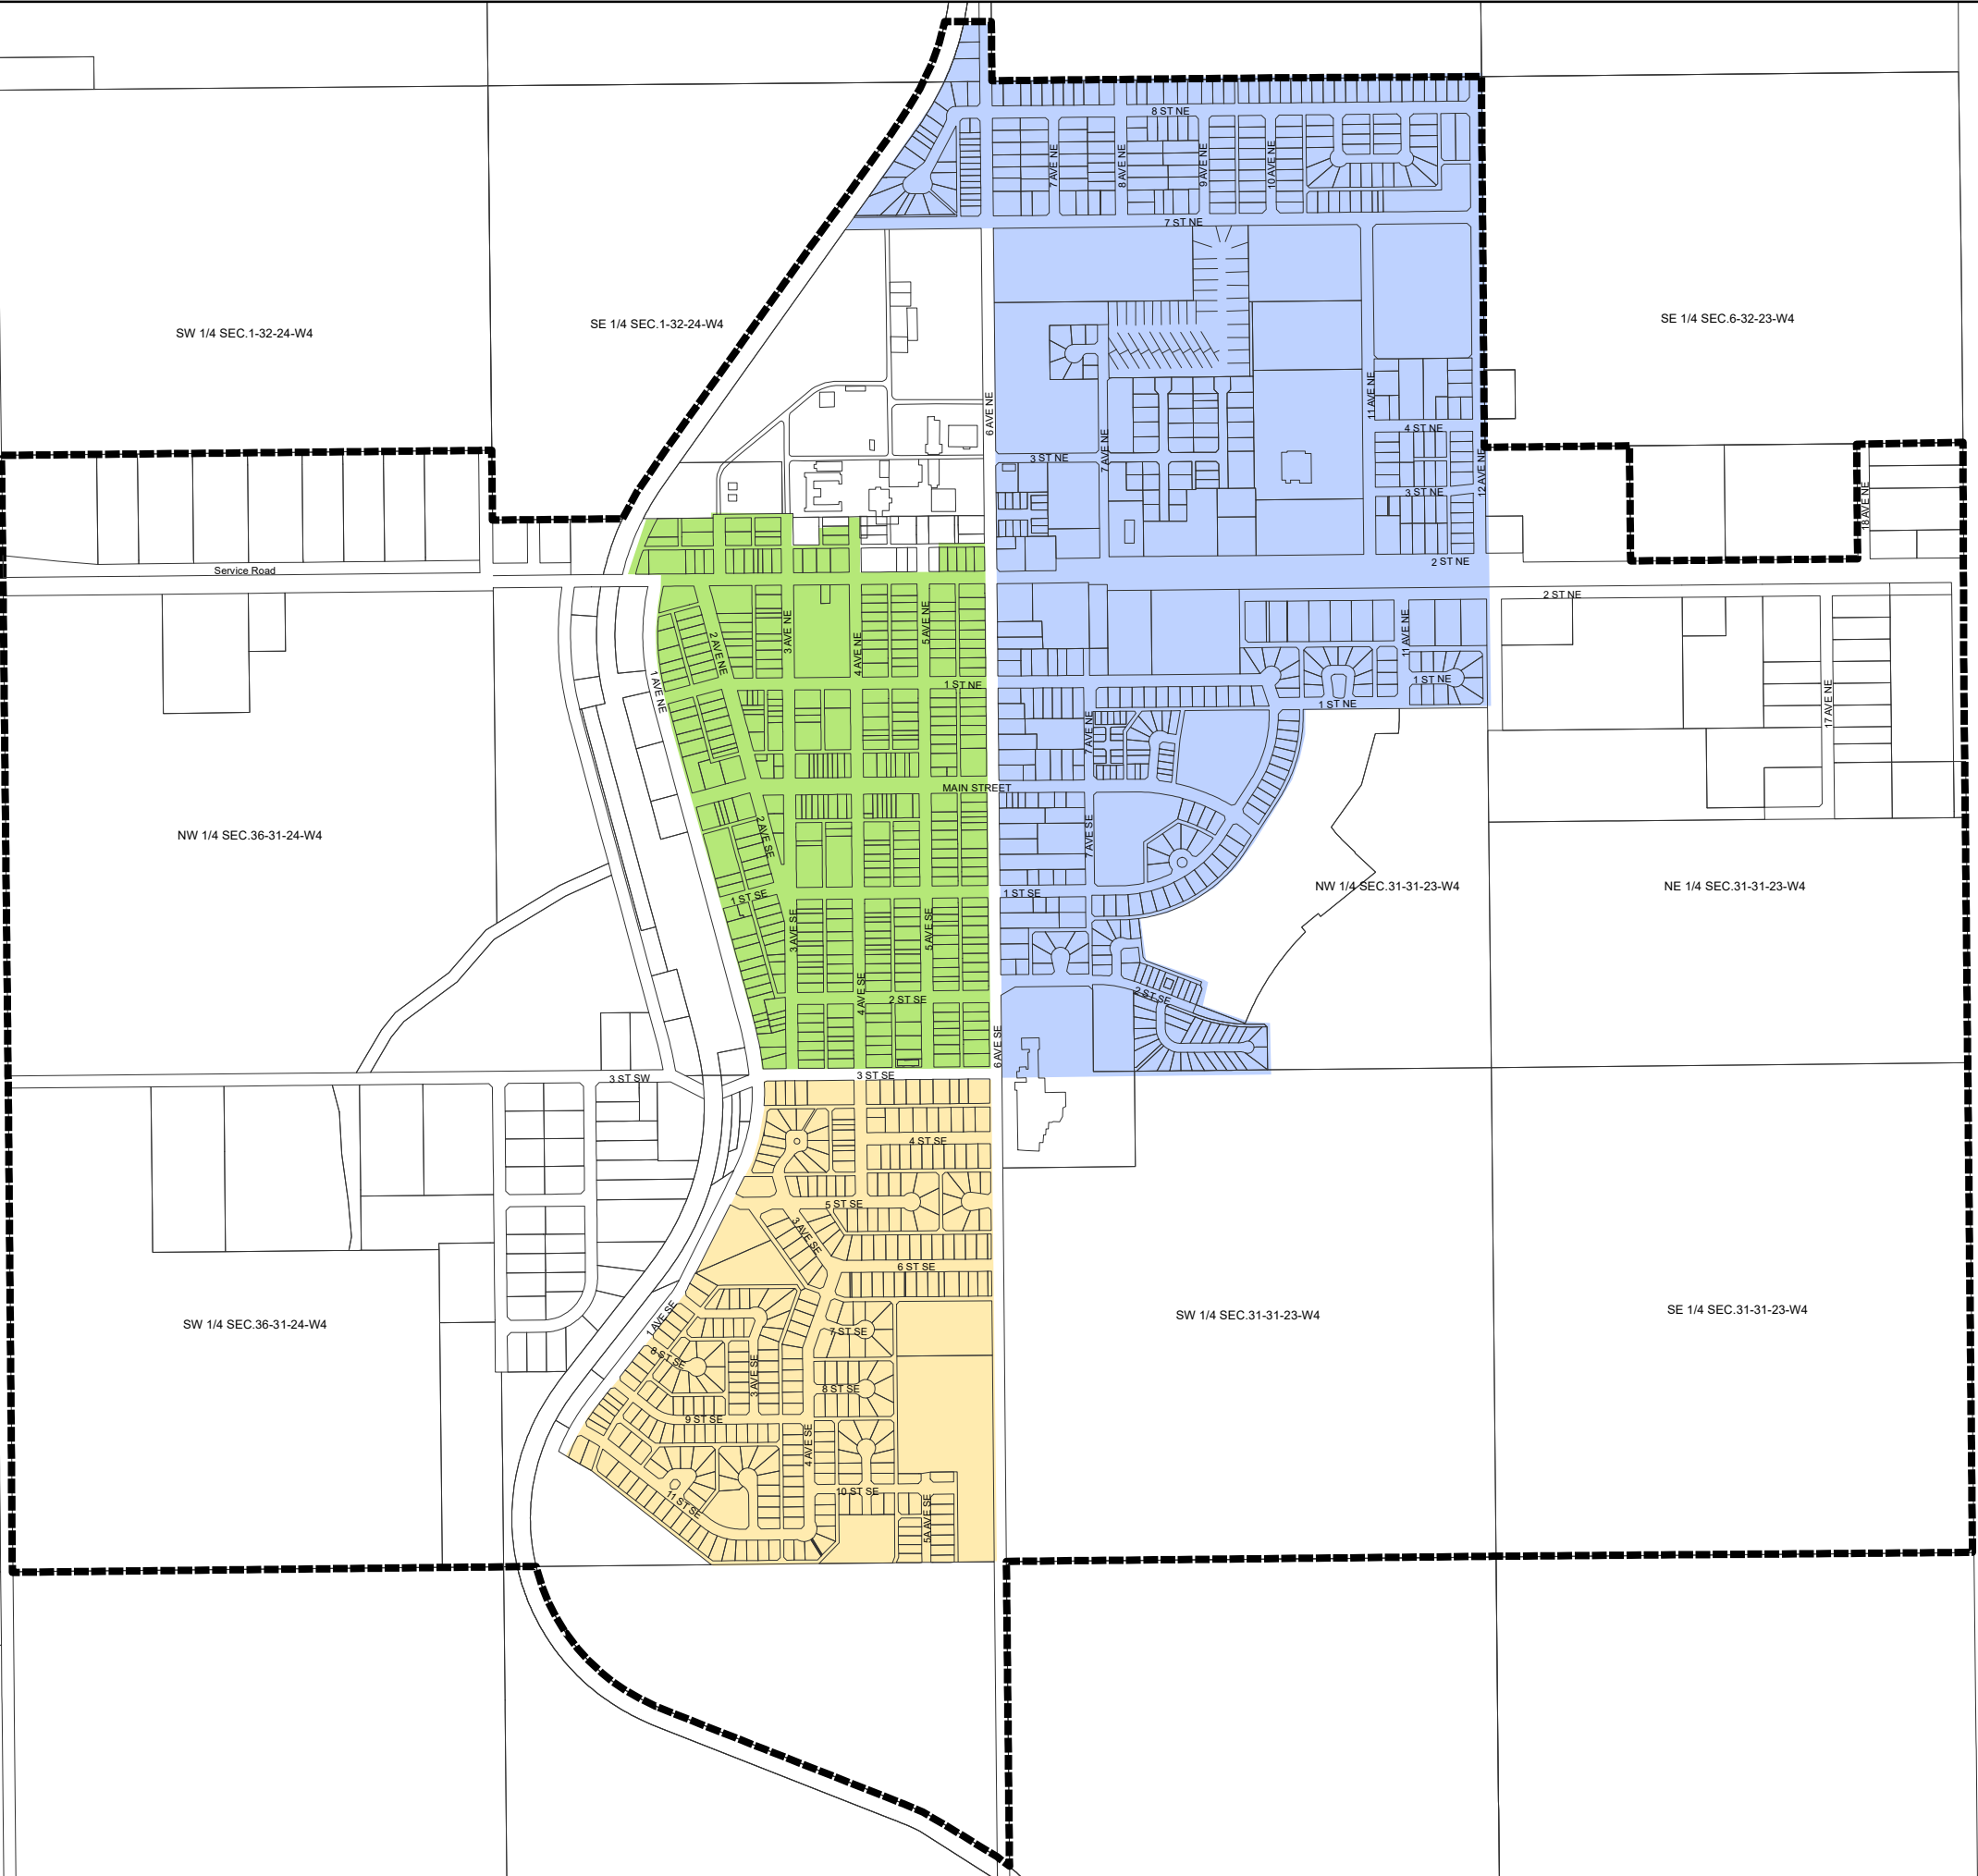 8 ST NE
7 AVE NE
8 AVE NE
9 AVE NE
10 AVE NE
7 ST NE
SW 1/4 SEC.1-32-24-W4
SE 1/4 SEC.1-32-24-W4
SE 1/4 SEC.6-32-23-W4
6 AVE NE
11 AVE NE
4 ST NE
7 AVE NE
3 ST NE
12 AVE NE
3 ST NE
18 AVE NE
Service Road
2 ST NE
2 ST NE
2 AVE NE
3 AVE NE
4 AVE NE
5 AVE NE
11 AVE NE
1 AVE NE
1 ST NE
1 ST NE
1 ST NE
17 AVE NE
7 AVE NE
MAIN STREET
NW 1/4 SEC.36-31-24-W4
2 AVE SE
7 AVE SE
1 ST SE
1 ST SE
NW 1/4 SEC.31-31-23-W4
NE 1/4 SEC.31-31-23-W4
3 AVE SE
5 AVE SE
4 AVE SE
2 ST SE
2 ST SE
6 AVE SE
3 ST SW
3 ST SE
4 ST SE
5 ST SE
3 AVE SE
6 ST SE
SW 1/4 SEC.36-31-24-W4
1 AVE SE
7 ST SE
SW 1/4 SEC.31-31-23-W4
SE 1/4 SEC.31-31-23-W4
8 ST SE
3 AVE SE
8 ST SE
9 ST SE
4 AVE SE
10 ST SE
11 ST SE
5A AVE SE